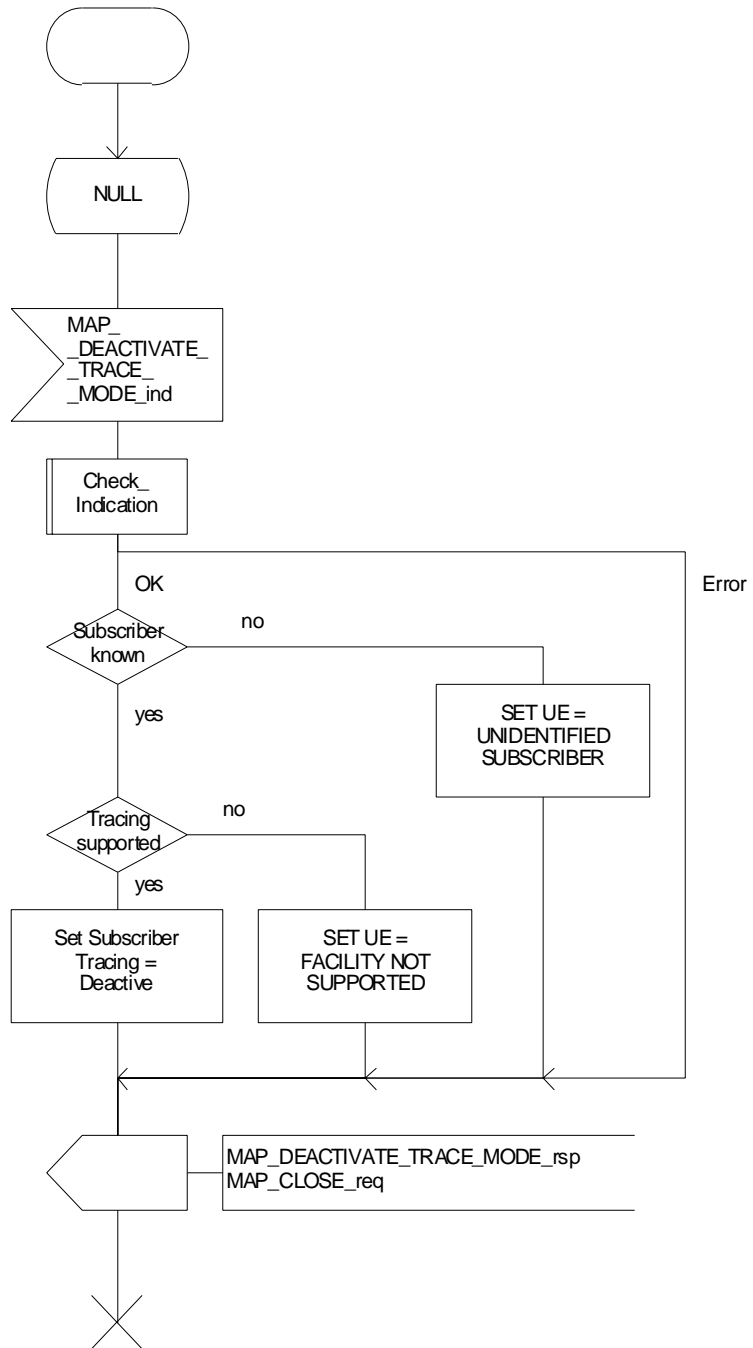 NULL
MAP_
_DEACTIVATE_
_TRACE_
_MODE_ind
Check_
Indication
OK
Error
Subscriber
known
no
yes
SET UE =
UNIDENTIFIED
SUBSCRIBER
Tracing
supported
no
yes
Set Subscriber
Tracing =
Deactive
SET UE =
FACILITY NOT
SUPPORTED
MAP_DEACTIVATE_TRACE_MODE_rsp
MAP_CLOSE_req